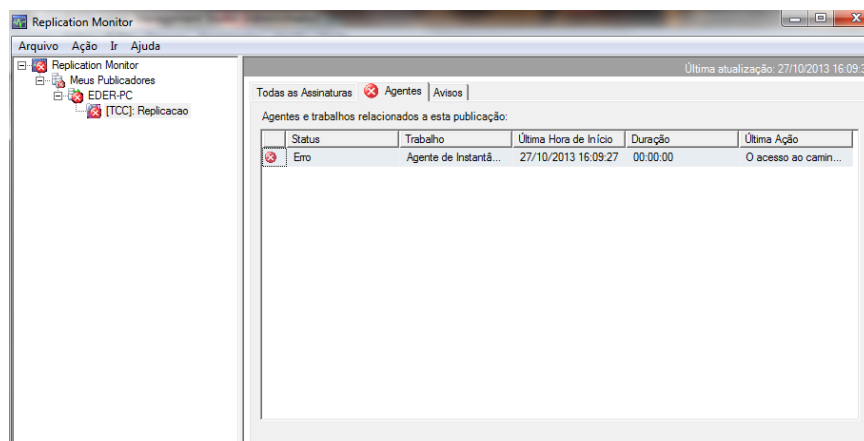 Replication Monitor
Arquivo Ação Ir Ajuda
Replication Monitor
Meus Publicadores
EDER-PC
[TCC]: Replicacao
Última atualização: 27/10/2013 16:09:3
Todas as Assinaturas Agentes Avisos
Agentes e trabalhos relacionados a esta publicação:
Status Trabalho Última Hora de Início Duração Última Ação
Erro Agente de Instantâ... 27/10/2013 16:09:27 00:00:00 O acesso ao camin...